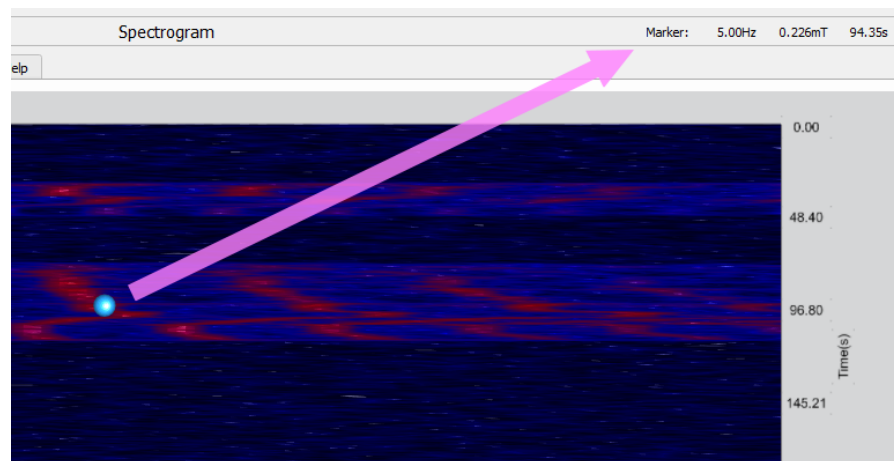 Spectrogram Marker: 5.00Hz 0.226mT 94.35s
elp
0.00
48.40
96.80
Time(s)
145.21